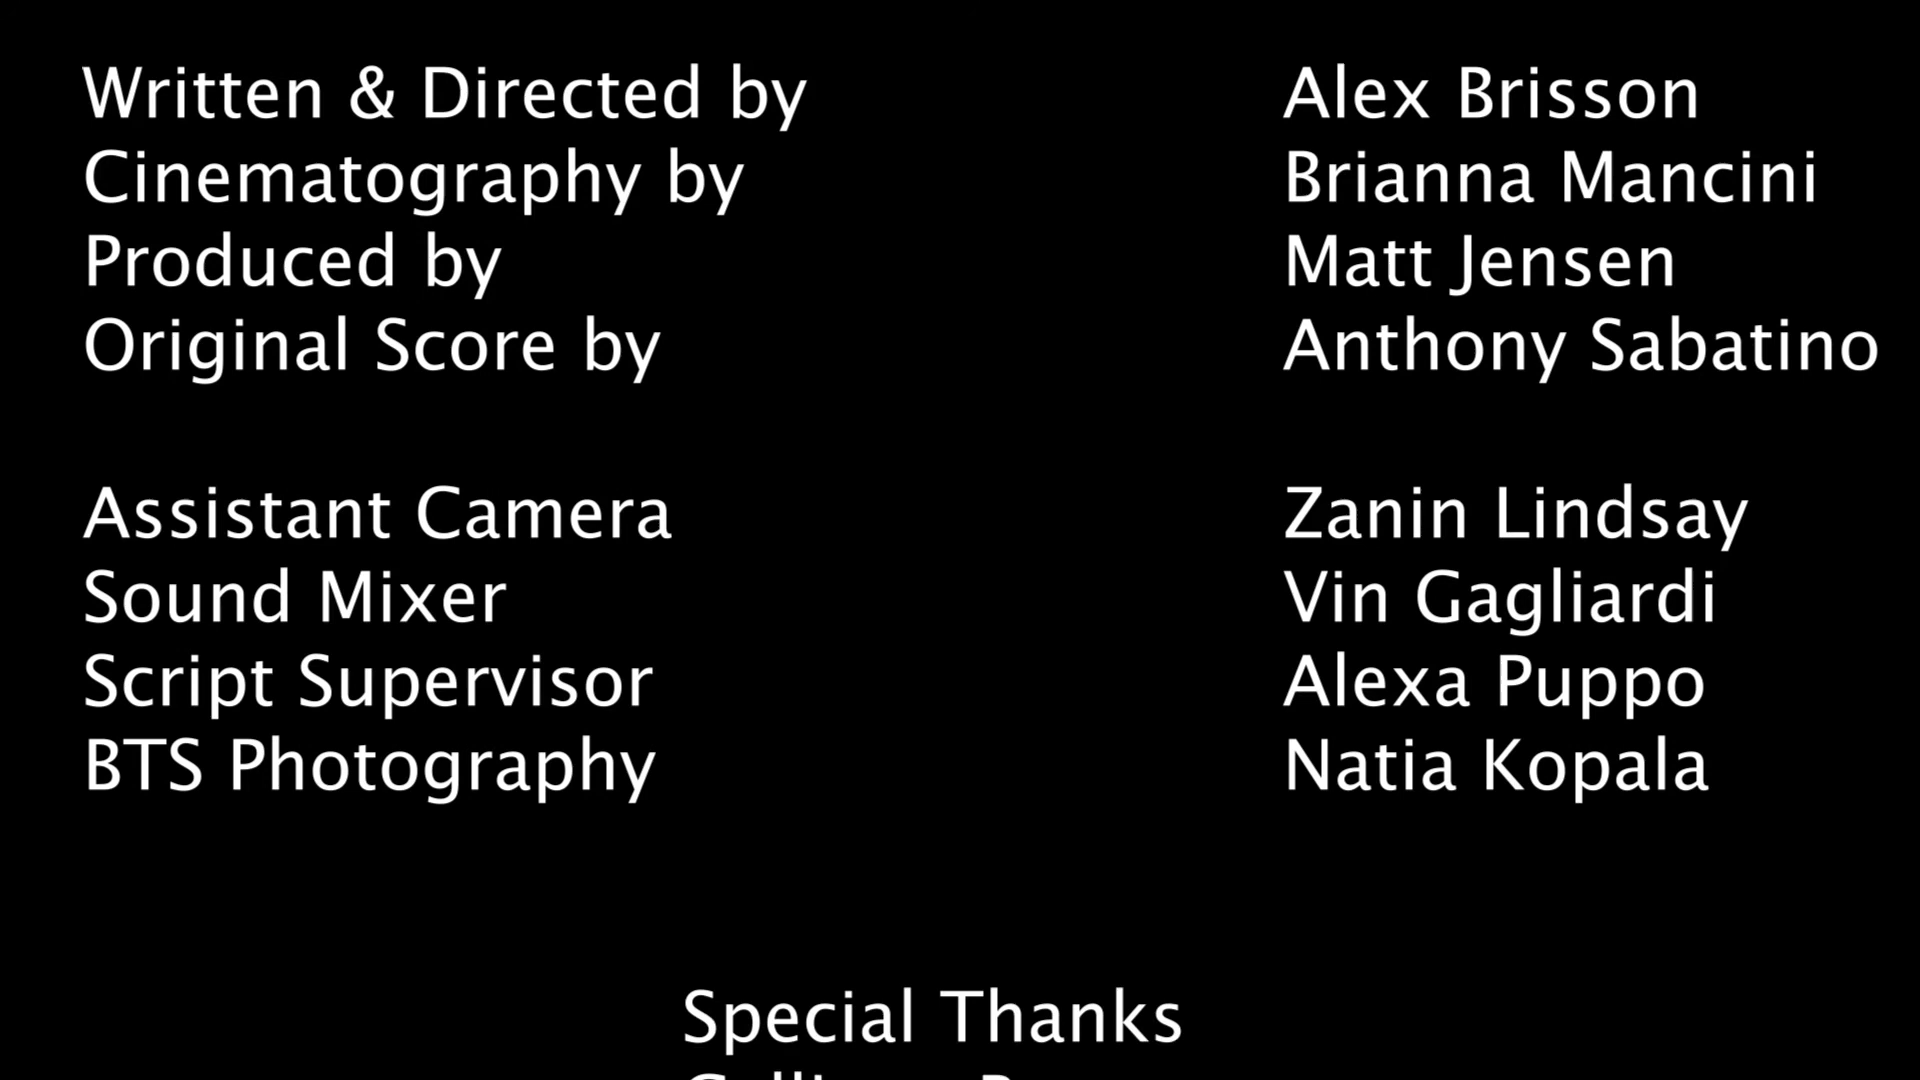 Written & Directed by Alex Brisson
Cinematography by Brianna Mancini
Produced by Matt Jensen
Original Score by Anthony Sabatino
Assistant Camera Zanin Lindsay
Sound Mixer Vin Gagliardi
Script Supervisor Alexa Puppo
BTS Photography Natia Kopala
Special Thanks